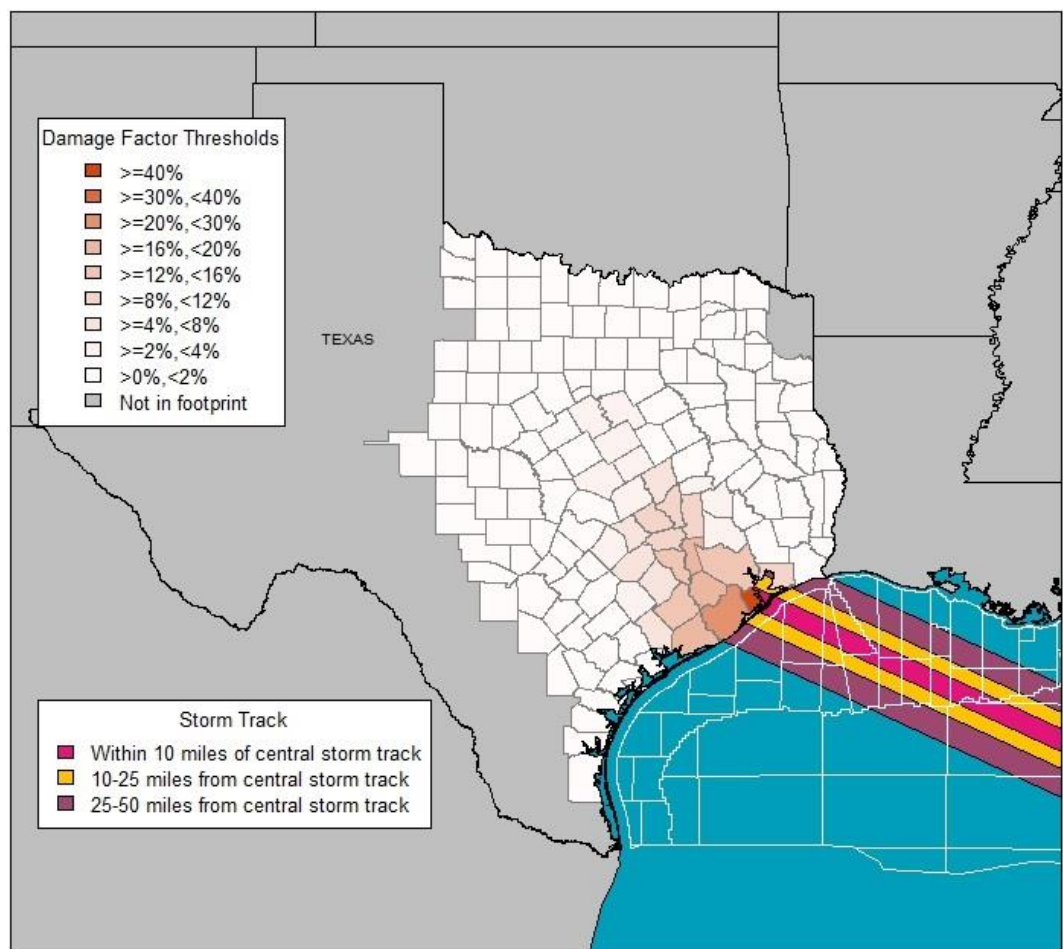 Damage Factor Thresholds
>=40%
>=30%,<40%
>=20%,<30%
>=16%,<20%
>=12%,<16%
>=8%,<12%
>=4%,<8%
>=2%,<4%
>0%,<2%
Not in footprint
TEXAS
Storm Track
Within 10 miles of central storm track
10-25 miles from central storm track
25-50 miles from central storm track